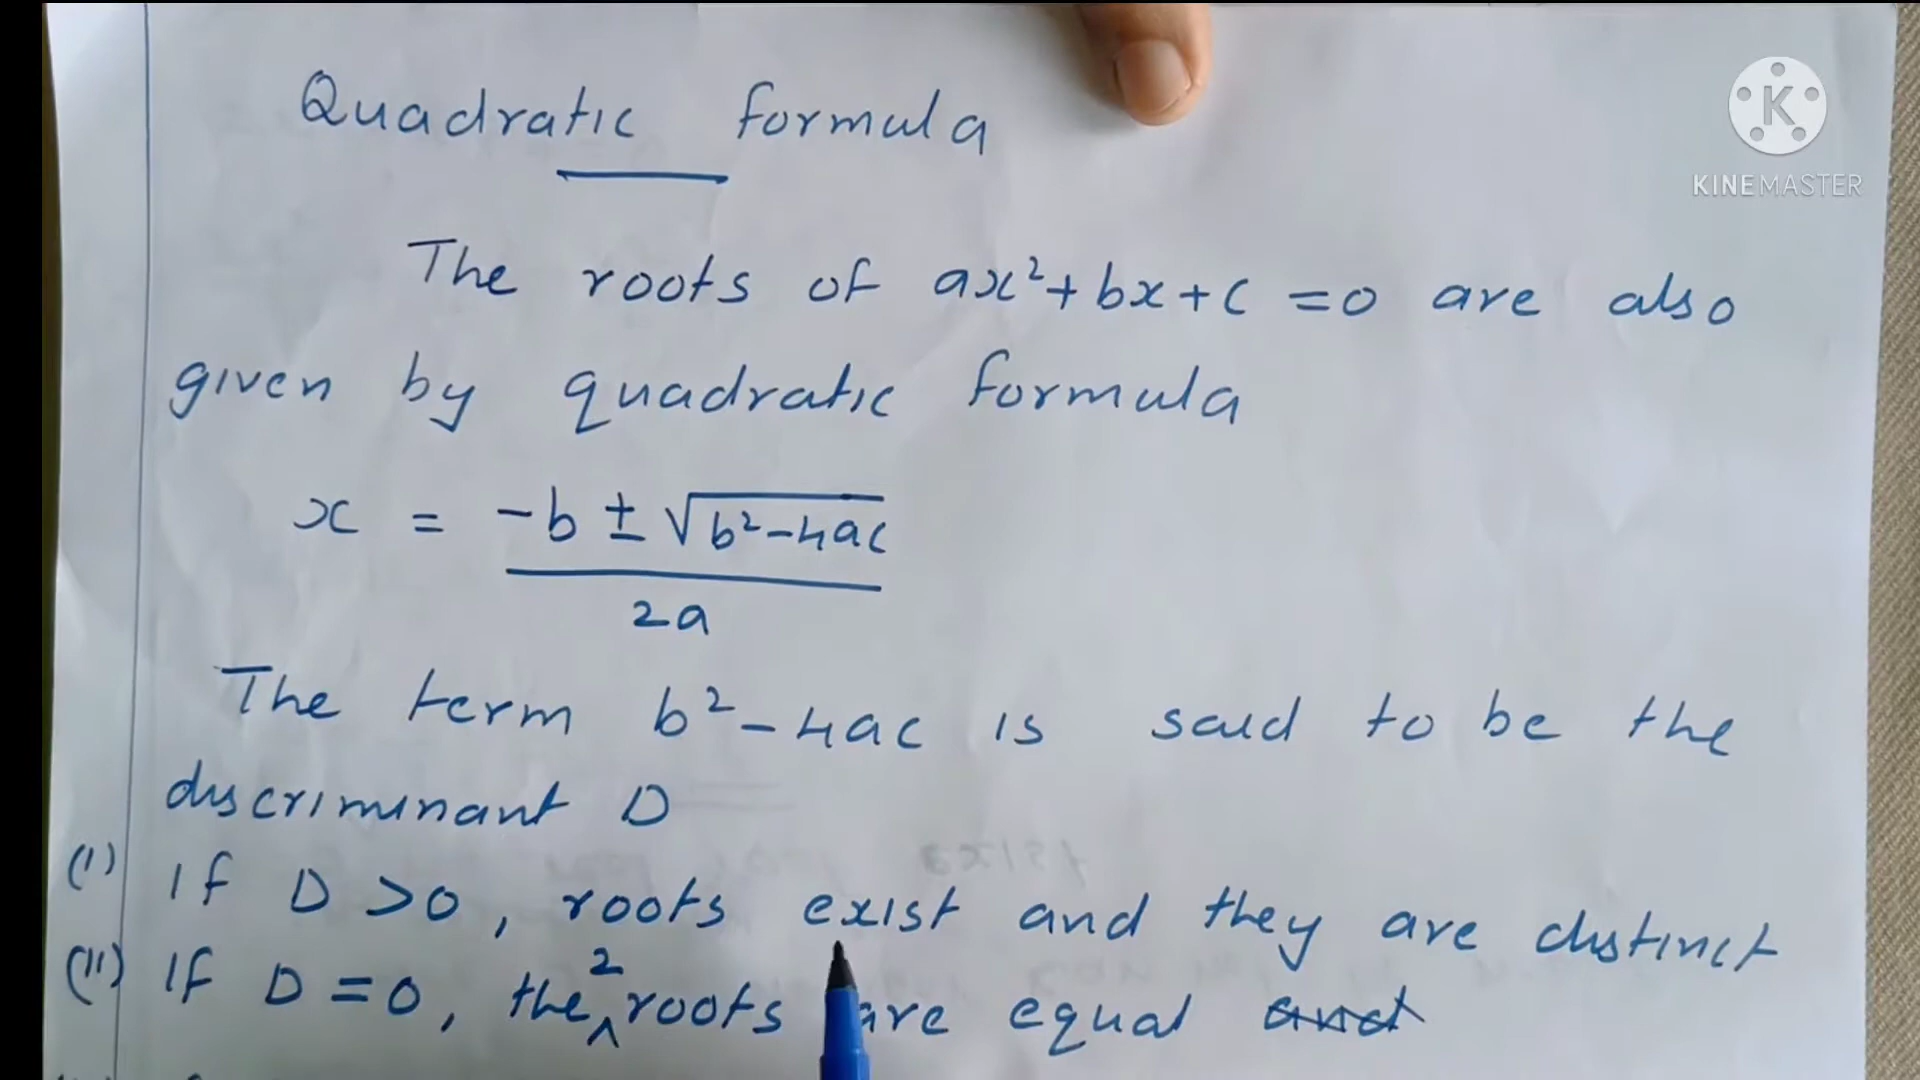 Quadratic formula
KINEMASTER
The roots of ax²+bx+c =0 are also
given by quadratic formula
x = -b ± √b²-4ac
2a
The term b²-4ac is said to be the
discriminant D
(i) If D >0, roots exist and they are distinct
(ii) If D =0, the 2 roots are equal and